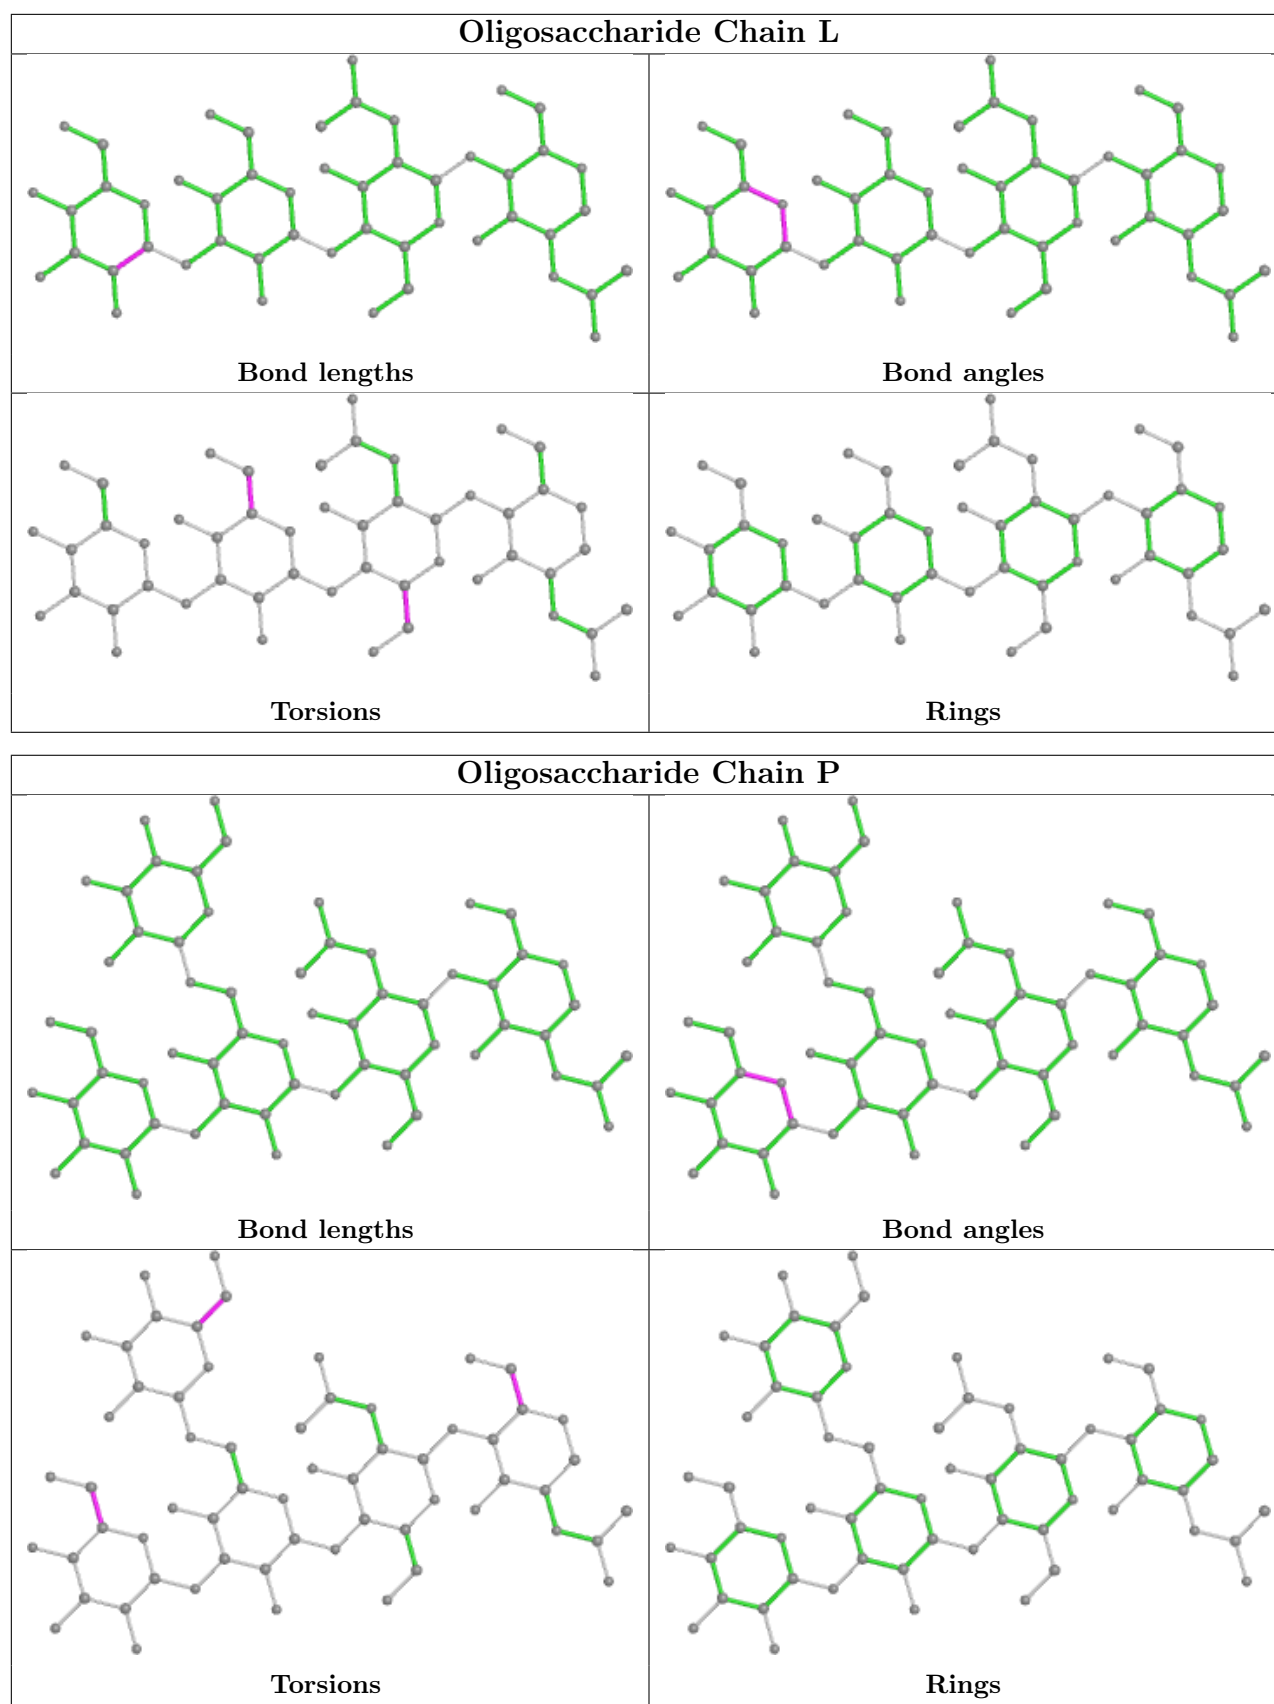 Oligosaccharide Chain L
Bond lengths
Bond angles
Torsions
Rings
Oligosaccharide Chain P
Bond lengths
Bond angles
Torsions
Rings